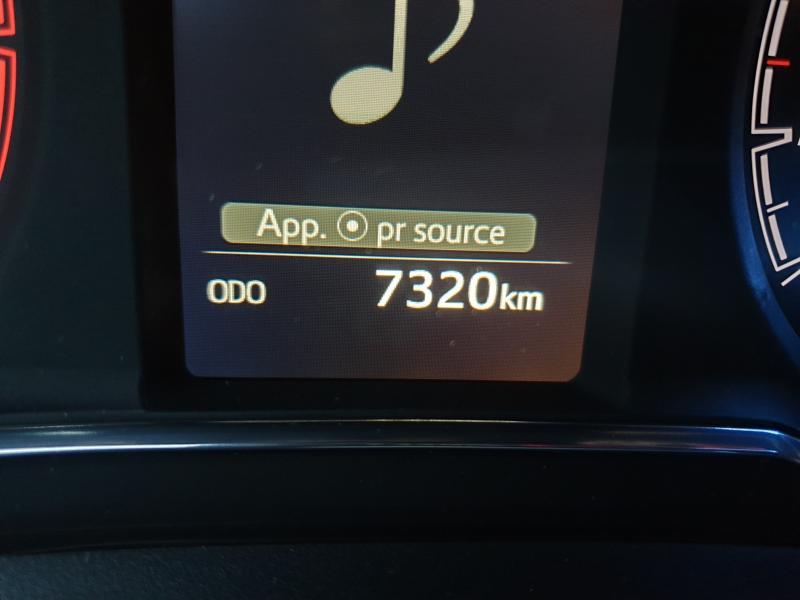 App. ⦿ pr source
ODO 7320km